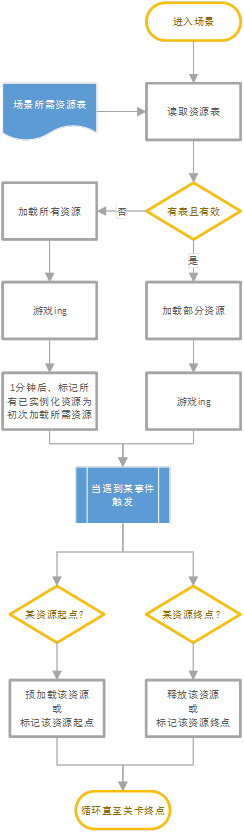 进入场景
场景所需资源表
读取资源表
加载所有资源
否
有表且有效
是
游戏ing
加载部分资源
1分钟后，标记所
有已实例化资源为
初次加载所需资源
游戏ing
当遇到某事件
触发
某资源起点？
某资源终点？
预加载该资源
或
标记该资源起点
释放该资源
或
标记该资源终点
循环直至关卡终点